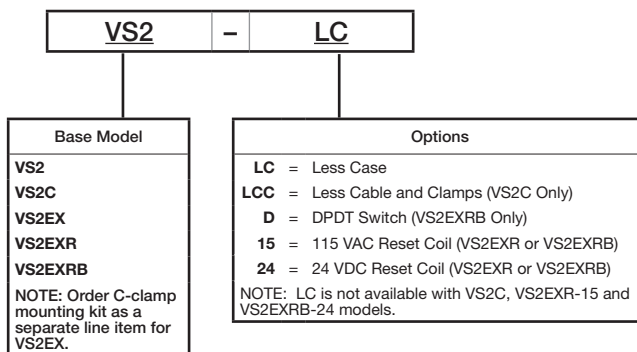 VS2 – LC
Base Model
VS2
VS2C
VS2EX
VS2EXR
VS2EXRB
NOTE: Order C-clamp
mounting kit as a
separate line item for
VS2EX.
Options
LC = Less Case
LCC = Less Cable and Clamps (VS2C Only)
D = DPDT Switch (VS2EXRB Only)
15 = 115 VAC Reset Coil (VS2EXR or VS2EXRB)
24 = 24 VDC Reset Coil (VS2EXR or VS2EXRB)
NOTE: LC is not available with VS2C, VS2EXR-15 and
VS2EXRB-24 models.